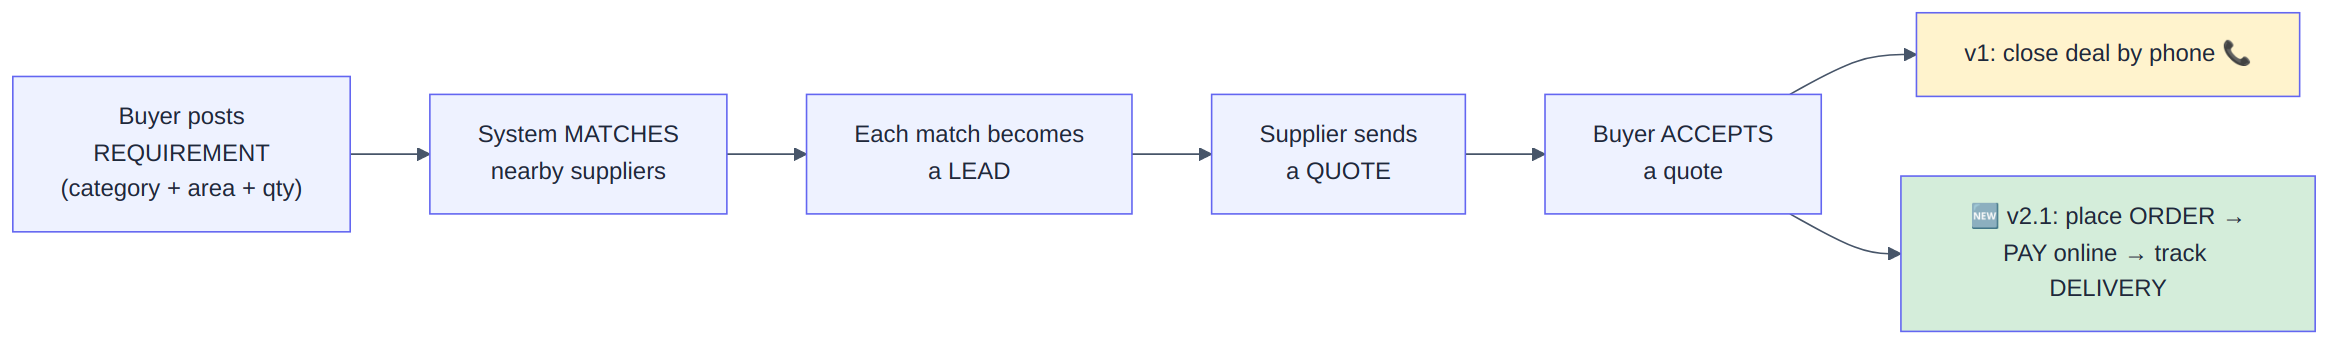 Buyer posts
REQUIREMENT
(category + area + qty)
System MATCHES
nearby suppliers
Each match becomes
a LEAD
Supplier sends
a QUOTE
Buyer ACCEPTS
a quote
v1: close deal by phone 📞
🆕 v2.1: place ORDER →
PAY online → track
DELIVERY